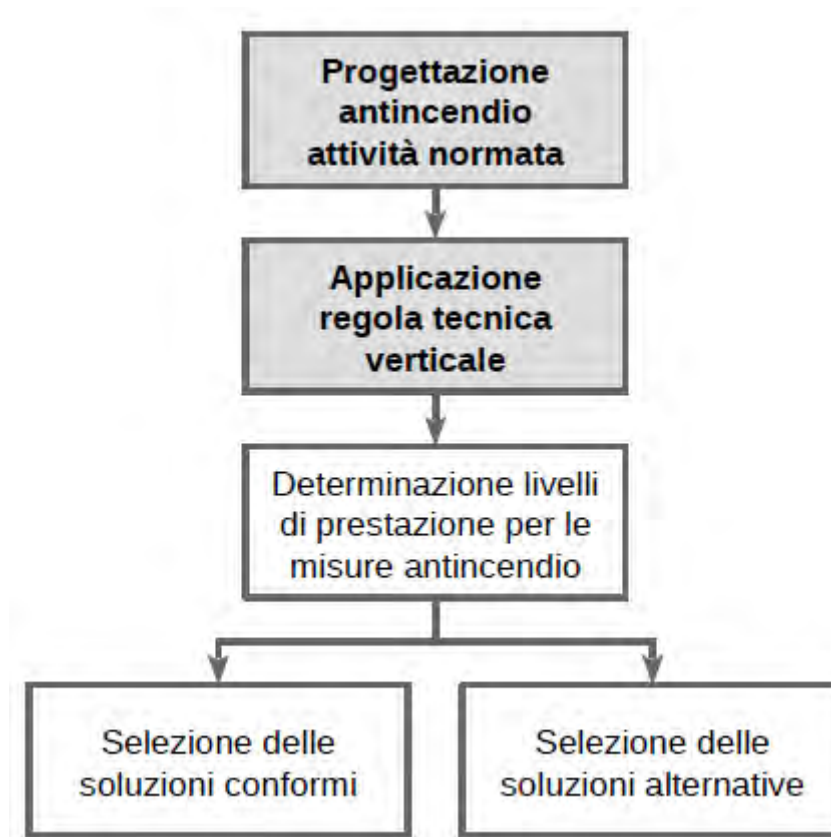 Progettazione
antincendio
attività normata
Applicazione
regola tecnica
verticale
Determinazione livelli
di prestazione per le
misure antincendio
Selezione delle
soluzioni conformi
Selezione delle
soluzioni alternative